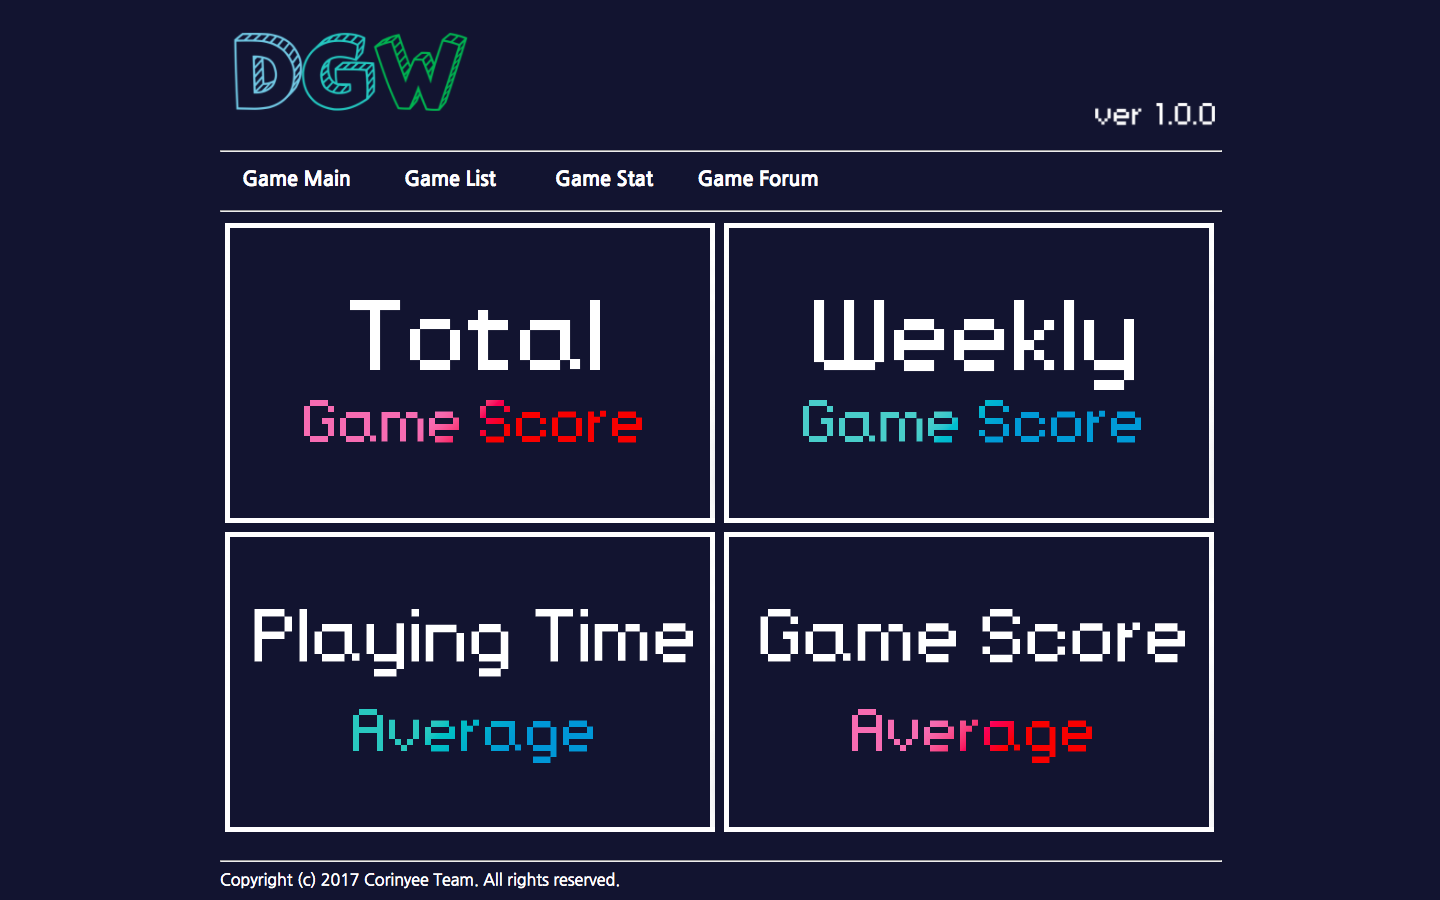 DGW
ver 1.0.0
Game Main Game List Game Stat Game Forum
Total
Game Score
Weekly
Game Score
Playing Time
Average
Game Score
Average
Copyright (c) 2017 Corinyee Team. All rights reserved.